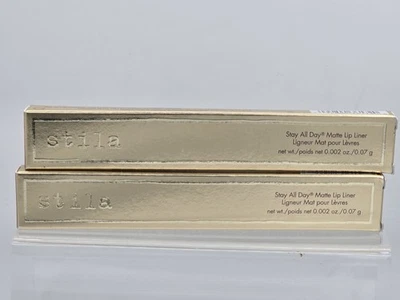 stila
Stay All Day® Matte Lip Liner
Ligneur Mat pour Lèvres
net wt./poids net 0.002 oz./0.07 g
stila
Stay All Day® Matte Lip Liner
Ligneur Mat pour Lèvres
net wt./poids net 0.002 oz./0.07 g